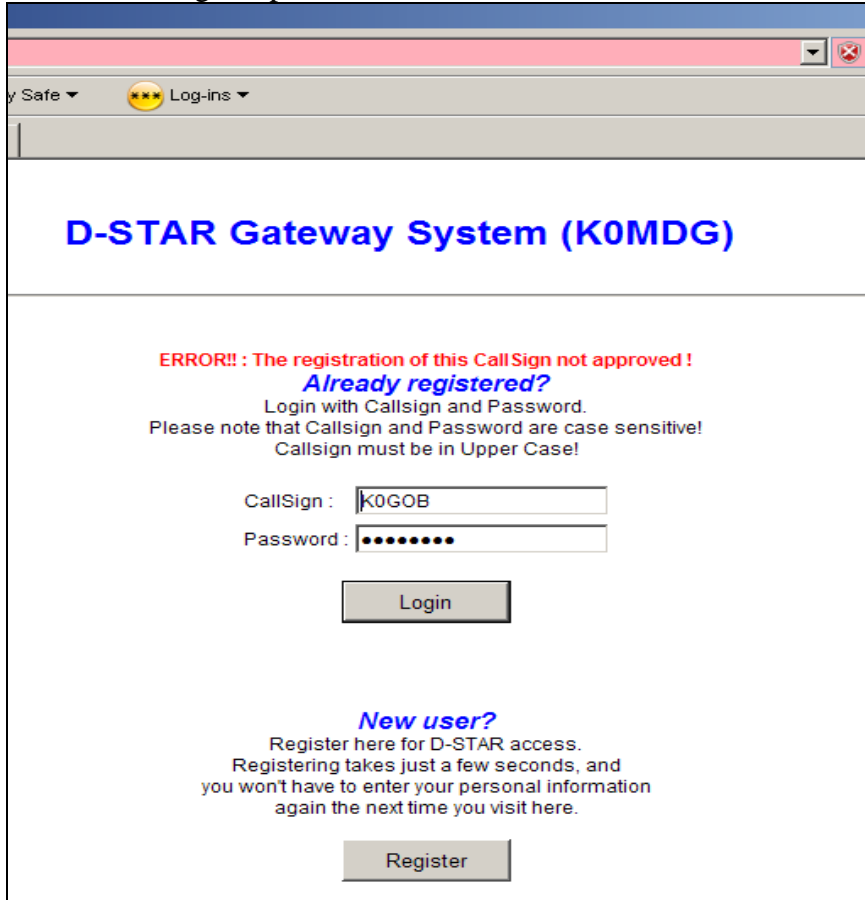 y Safe
*** Log-ins
D-STAR Gateway System (K0MDG)
ERROR!! : The registration of this CallSign not approved !
Already registered?
Login with Callsign and Password.
Please note that Callsign and Password are case sensitive!
Callsign must be in Upper Case!
CallSign : K0GOB
Password : ●●●●●●●●
Login
New user?
Register here for D-STAR access.
Registering takes just a few seconds, and
you won't have to enter your personal information
again the next time you visit here.
Register